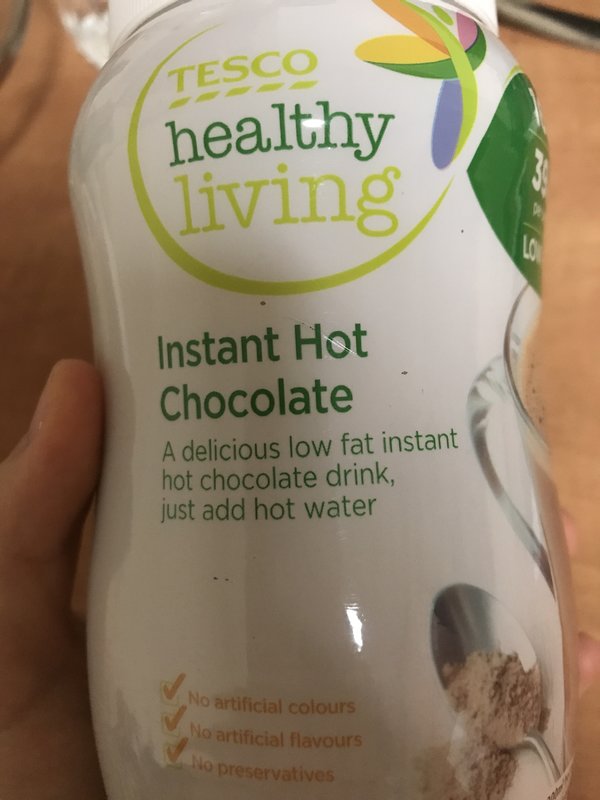 TESCO
healthy
living
Instant Hot
Chocolate
A delicious low fat instant
hot chocolate drink,
just add hot water
No artificial colours
No artificial flavours
No preservatives